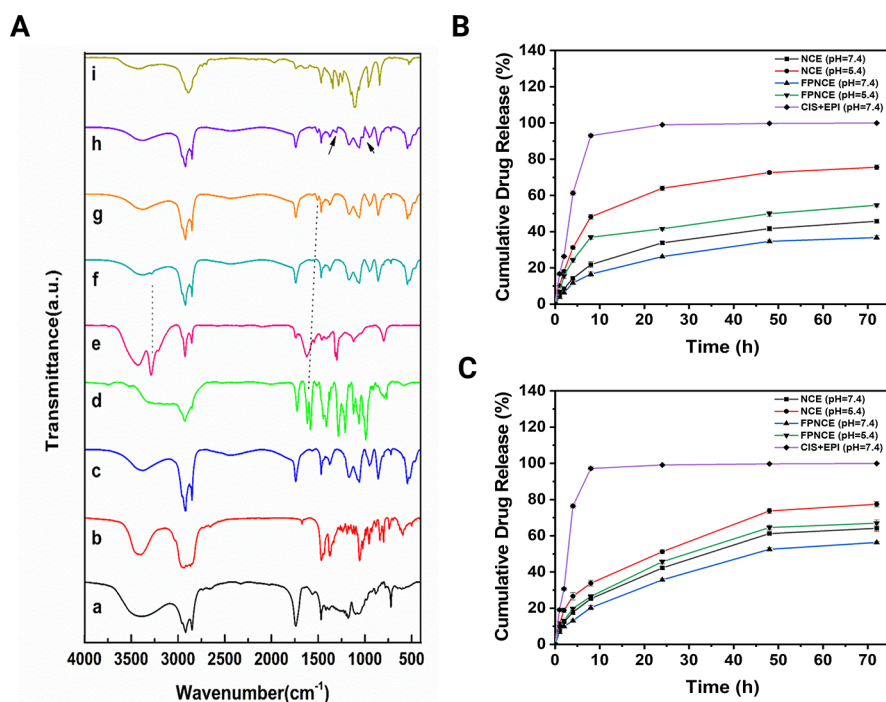 A
i
h
g
f
e
d
c
b
a
Transmittance(a.u.)
4000 3500 3000 2500 2000 1500 1000 500
Wavenumber(cm⁻¹)
B
140
120
100
80
60
40
20
0
NCE (pH=7.4)
NCE (pH=5.4)
FPNCE (pH=7.4)
FPNCE (pH=5.4)
CIS+EPI (pH=7.4)
Cumulative Drug Release (%)
0 10 20 30 40 50 60 70
Time (h)
C
140
120
100
80
60
40
20
0
NCE (pH=7.4)
NCE (pH=5.4)
FPNCE (pH=7.4)
FPNCE (pH=5.4)
CIS+EPI (pH=7.4)
Cumulative Drug Release (%)
0 10 20 30 40 50 60 70
Time (h)